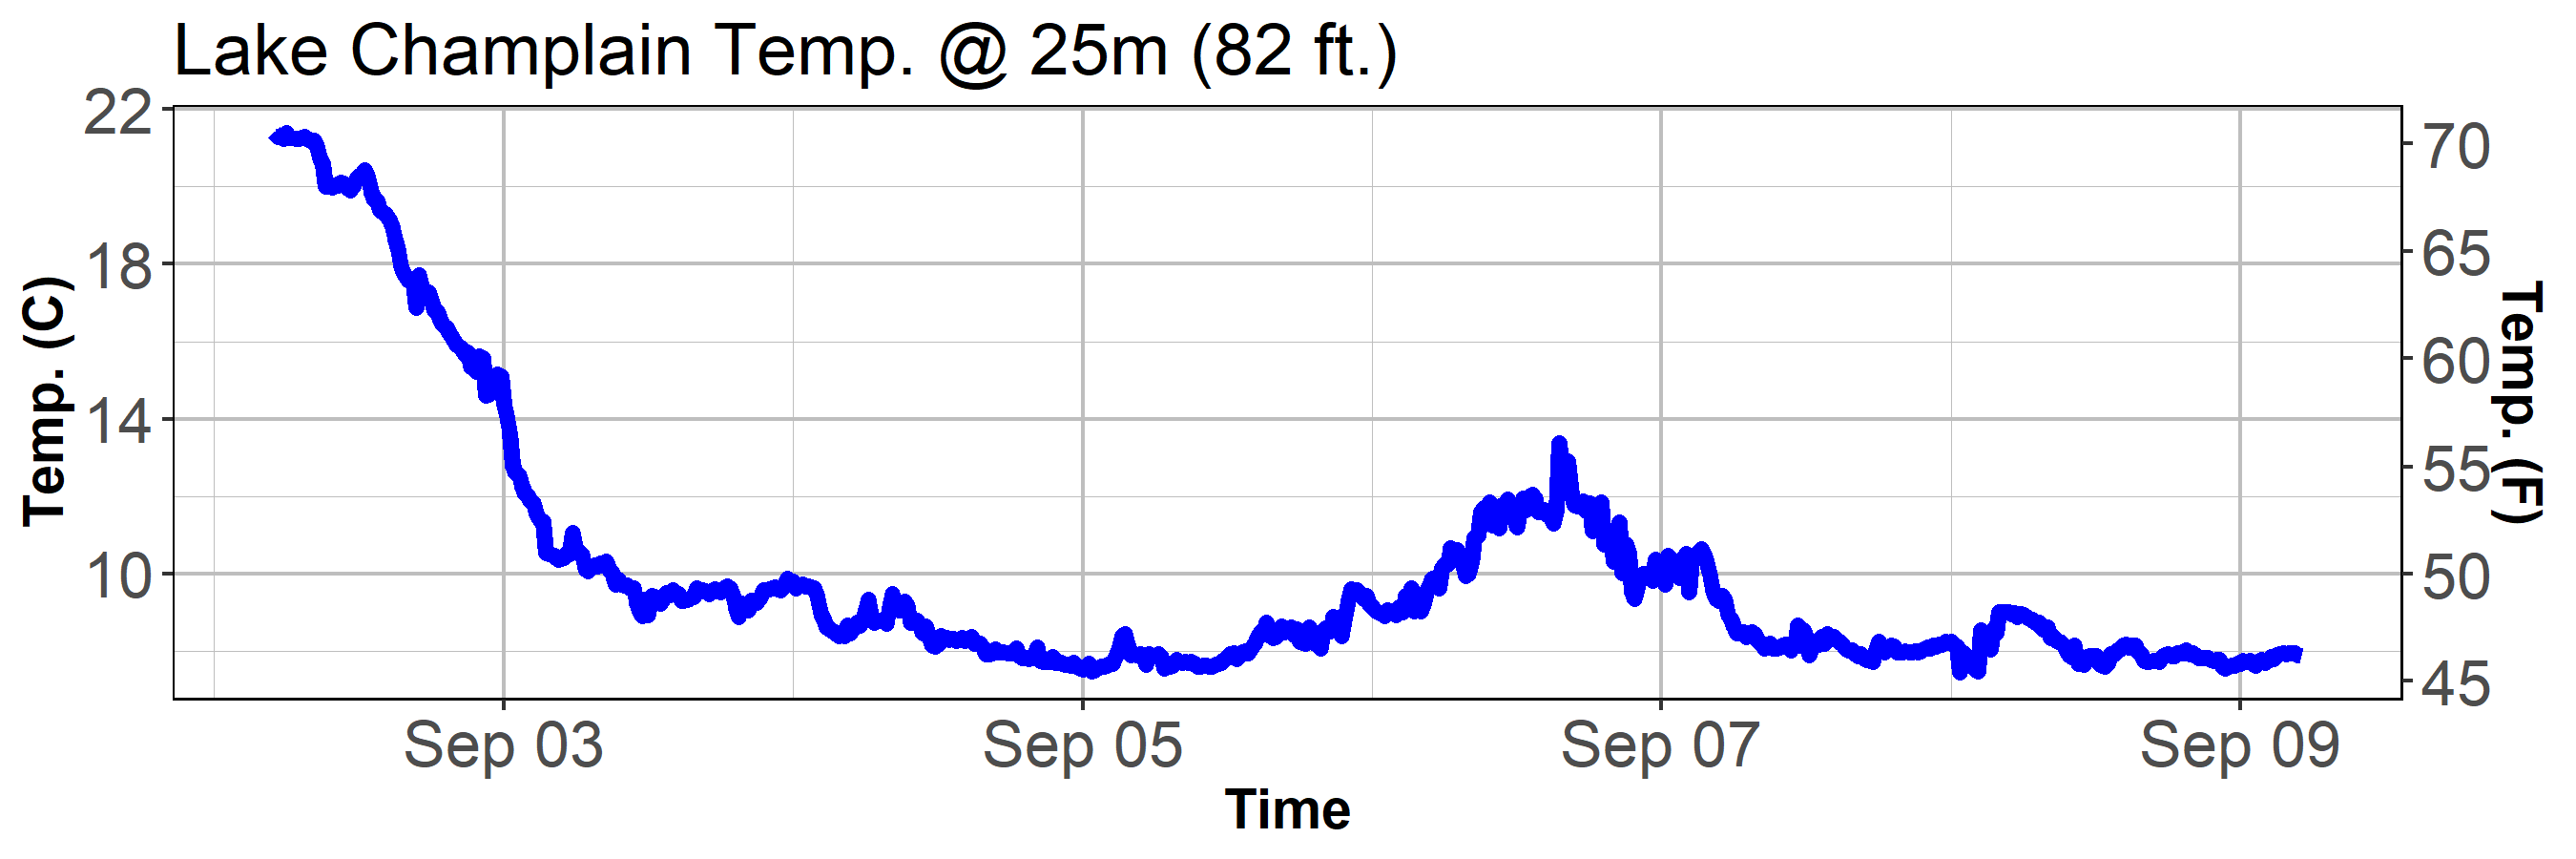 Lake Champlain Temp. @ 25m (82 ft.)
Temp. (C)
22
18
14
10
70
65
60
55
50
45
Temp. (F)
Sep 03 Sep 05 Sep 07 Sep 09
Time